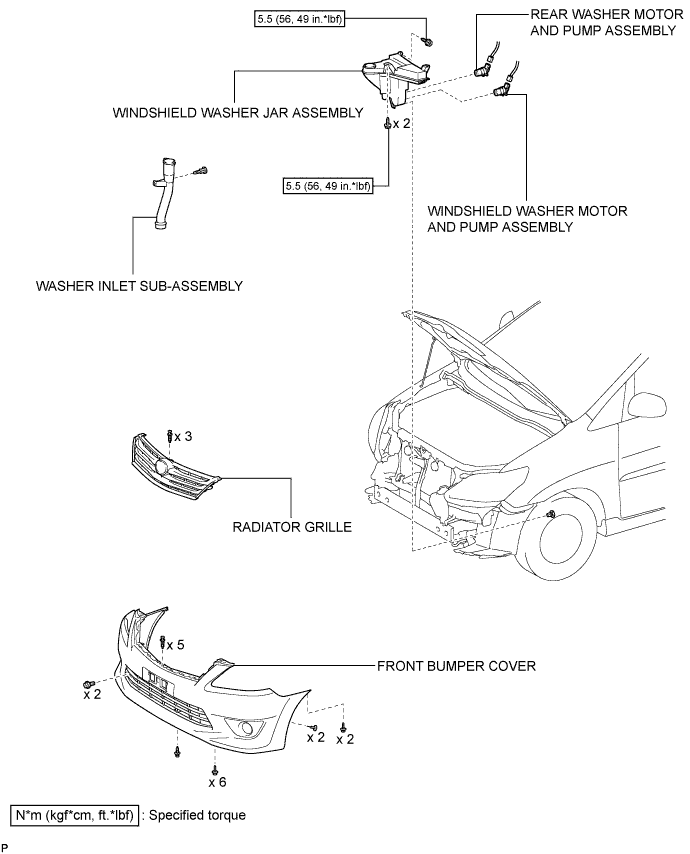 5.5 (56, 49 in.*lbf)
REAR WASHER MOTOR
AND PUMP ASSEMBLY
WINDSHIELD WASHER JAR ASSEMBLY
x 2
5.5 (56, 49 in.*lbf)
WINDSHIELD WASHER MOTOR
AND PUMP ASSEMBLY
WASHER INLET SUB-ASSEMBLY
x 3
RADIATOR GRILLE
x 5
FRONT BUMPER COVER
x 2
x 2
x 2
x 6
N*m (kgf*cm, ft.*lbf) : Specified torque
P